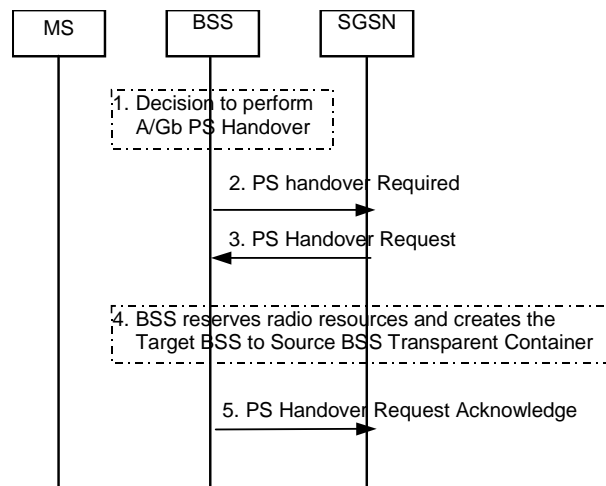 MS
BSS
SGSN
1. Decision to perform
A/Gb PS Handover
2. PS handover Required
3. PS Handover Request
4. BSS reserves radio resources and creates the
Target BSS to Source BSS Transparent Container
5. PS Handover Request Acknowledge